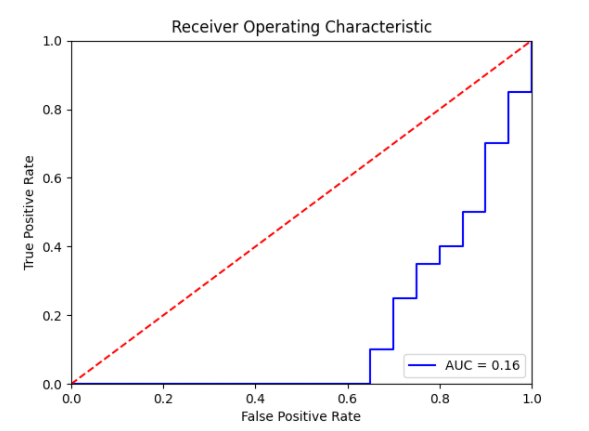 Receiver Operating Characteristic
1.0
0.8
0.6
0.4
0.2
0.0
True Positive Rate
AUC = 0.16
0.0 0.2 0.4 0.6 0.8 1.0
False Positive Rate